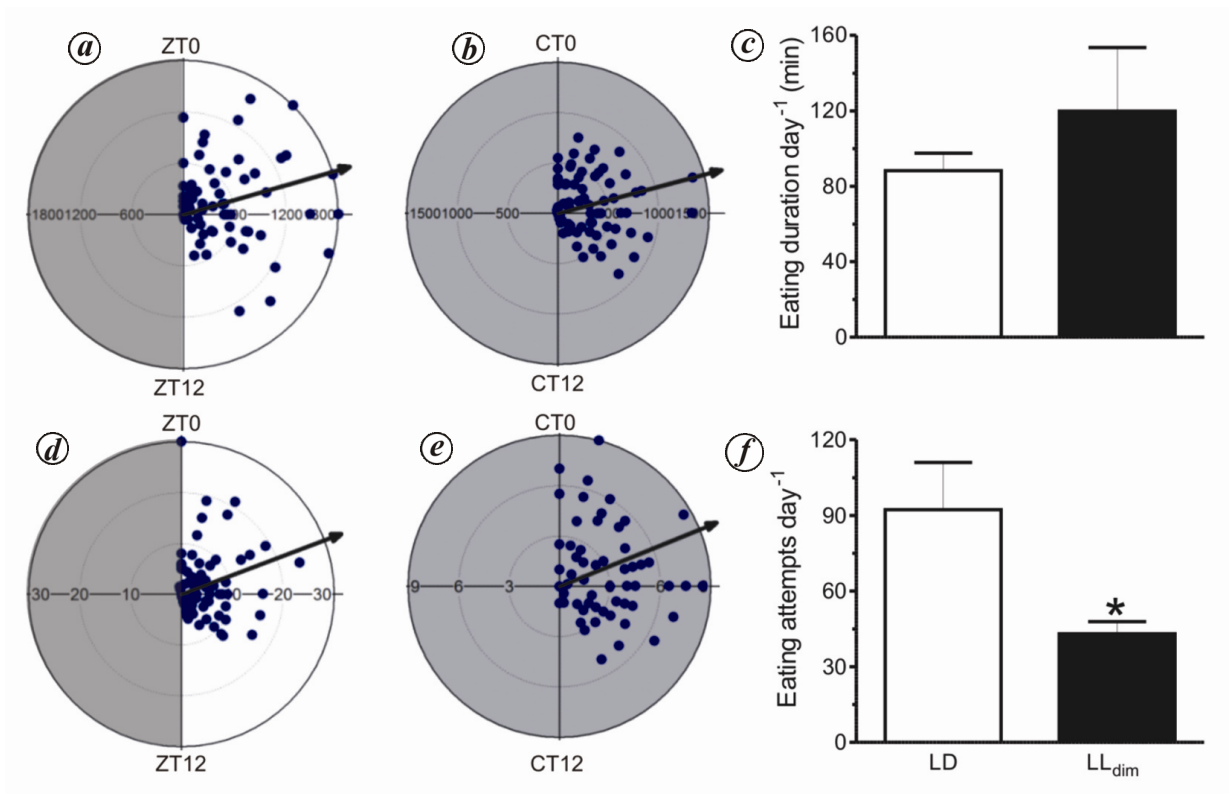 a
ZT0
1800 1200 600 1200 1800
ZT12
b
CT0
1500 1000 500 1000 1500
CT12
c
Eating duration day-1 (min)
160
120
80
40
0
d
ZT0
30 20 10 20 30
ZT12
e
CT0
9 6 3 6
CT12
f
Eating attempts day-1
120
90
60
30
0
*
LD LLdim